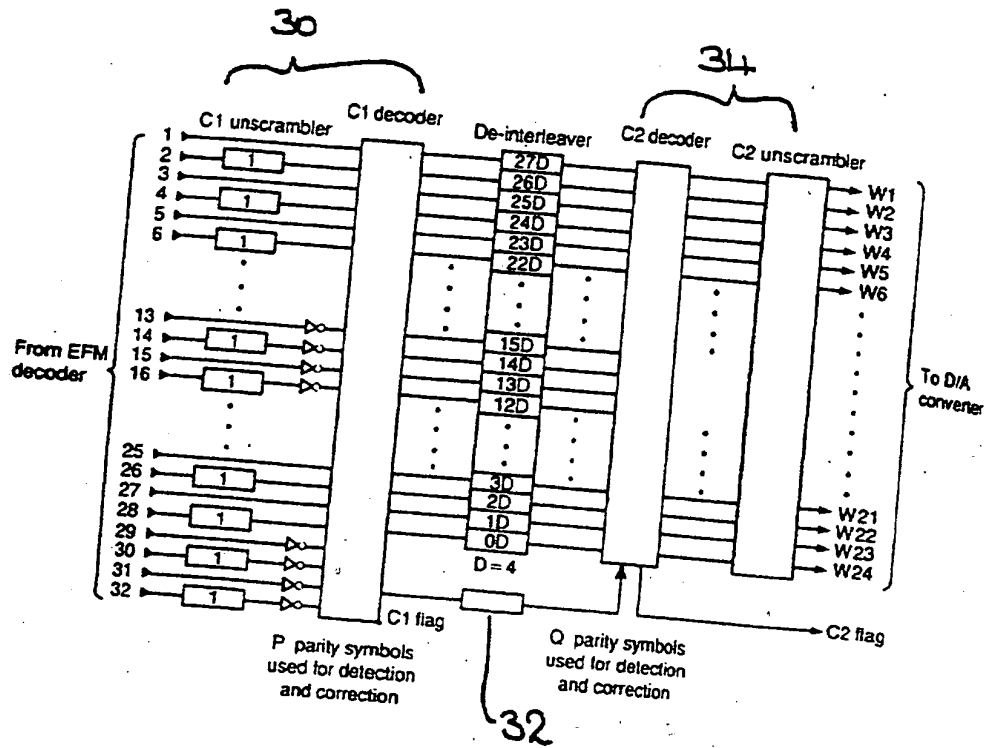 30
34
C1 unscrambler
C1 decoder
De-interleaver
C2 decoder
C2 unscrambler
1
2
3
4
5
6
13
14
15
16
25
26
27
28
29
30
31
32
1
1
1
1
1
1
1
1
1
From EFM
decoder
27D
26D
25D
24D
23D
22D
15D
14D
13D
12D
3D
2D
1D
0D
D = 4
W1
W2
W3
W4
W5
W6
W21
W22
W23
W24
To D/A
converter
C1 flag
C2 flag
P parity symbols
used for detection
and correction
Q parity symbols
used for detection
and correction
32